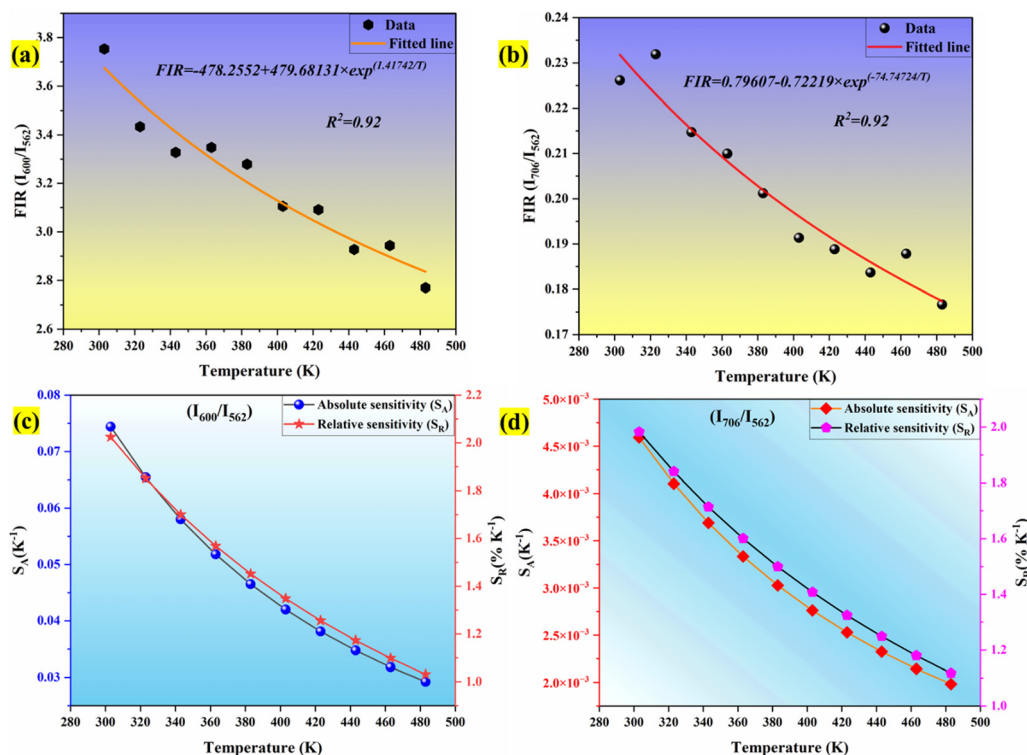 (a)
Data
Fitted line
FIR=-478.2552+479.68131×exp(1.41742/T)
R²=0.92
FIR (I₆₀₀/I₅₆₂)
3.9
3.8
3.6
3.4
3.2
3.0
2.8
2.6
280 300 320 340 360 380 400 420 440 460 480 500
Temperature (K)
(b)
Data
Fitted line
FIR=0.79607-0.72219×exp(-74.74724/T)
R²=0.92
FIR (I₇₀₆/I₅₆₂)
0.24
0.23
0.22
0.21
0.20
0.19
0.18
0.17
280 300 320 340 360 380 400 420 440 460 480 500
Temperature (K)
(c)
(I₆₀₀/I₅₆₂)
Absolute sensitivity (S_A)
Relative sensitivity (S_R)
S_A(K⁻¹)
0.08
0.07
0.06
0.05
0.04
0.03
2.2
2.0
1.8
1.6
1.4
1.2
1.0
S_R(% K⁻¹)
280 300 320 340 360 380 400 420 440 460 480 500
Temperature (K)
(d)
(I₇₀₆/I₅₆₂)
Absolute sensitivity (S_A)
Relative sensitivity (S_R)
S_A(K⁻¹)
5.0×10⁻³
4.5×10⁻³
4.0×10⁻³
3.5×10⁻³
3.0×10⁻³
2.5×10⁻³
2.0×10⁻³
2.0
1.8
1.6
1.4
1.2
1.0
(% K⁻¹)
280 300 320 340 360 380 400 420 440 460 480 500
Temperature (K)